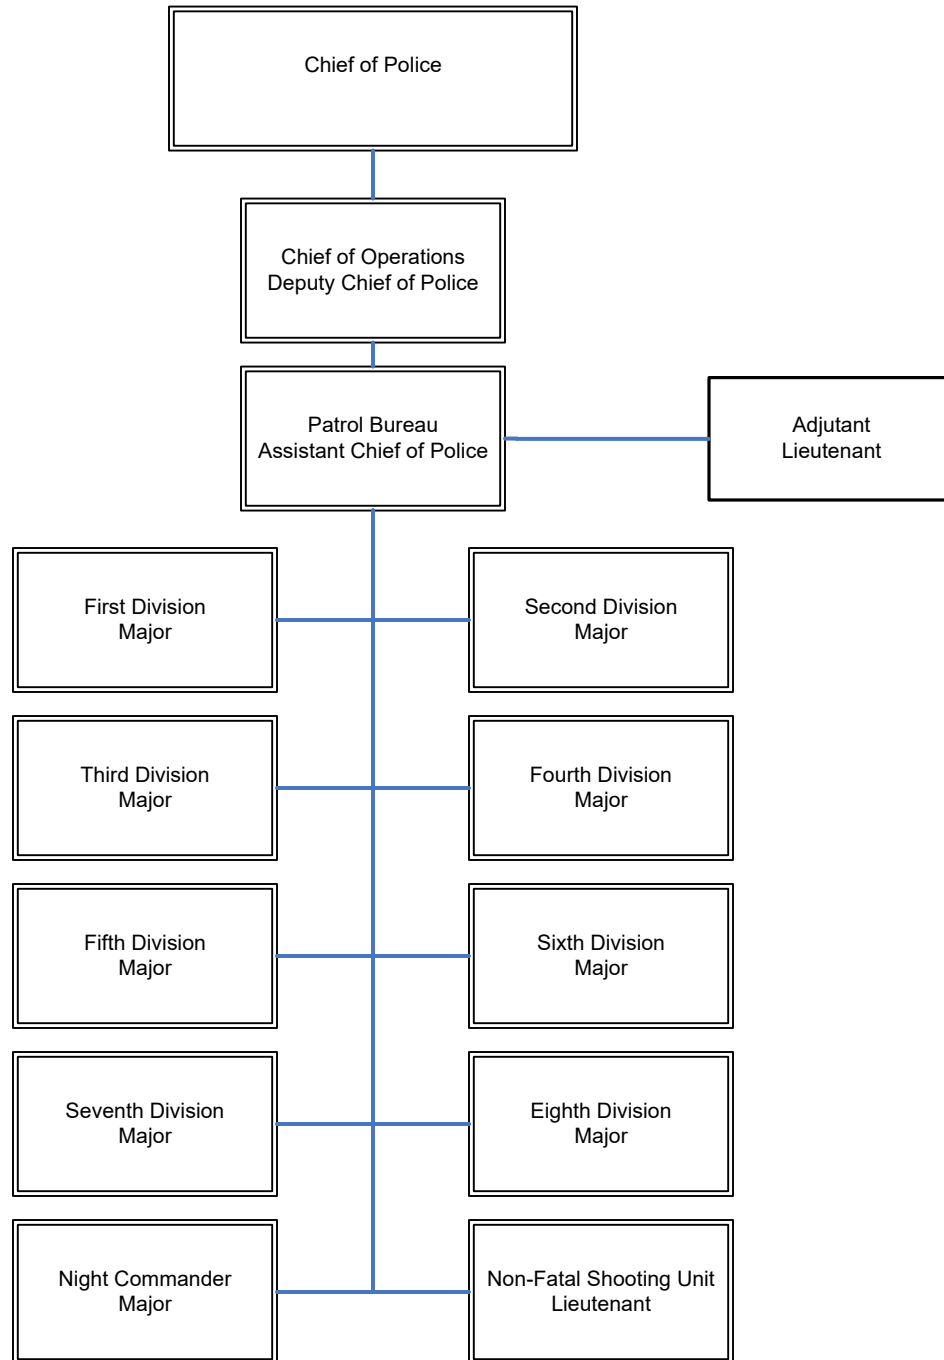 Chief of Police
Chief of Operations
Deputy Chief of Police
Patrol Bureau
Assistant Chief of Police
Adjutant
Lieutenant
First Division
Major
Second Division
Major
Third Division
Major
Fourth Division
Major
Fifth Division
Major
Sixth Division
Major
Seventh Division
Major
Eighth Division
Major
Night Commander
Major
Non-Fatal Shooting Unit
Lieutenant